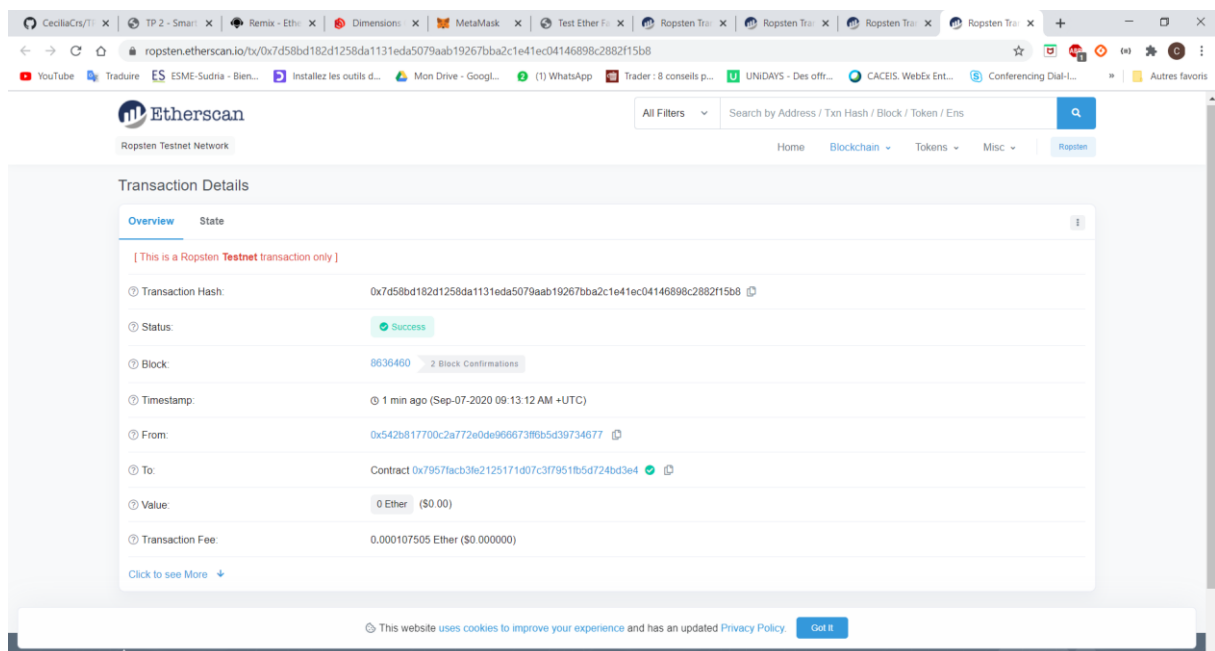 CeciliaCrs/T
TP 2 - Smart
Remix - Ethe
Dimensions
MetaMask
Test Ether Fa
Ropsten Tran
Ropsten Tran
Ropsten Tran
Ropsten Tran
ropsten.etherscan.io/tx/0x7d58bd182d1258da1131eda5079aab19267bba2c1e41ec04146898c2882f15b8
YouTube Traduire ES ESME-Sudria - Bien... Installez les outils d... Mon Drive - Googl... (1) WhatsApp Trader : 8 conseils p... UNiDAYS - Des offr... CACEIS. WebEx Ent... Conferencing Dial-I... » Autres favoris
Etherscan
All Filters Search by Address / Txn Hash / Block / Token / Ens
Ropsten Testnet Network
Home Blockchain Tokens Misc Ropsten
Transaction Details
Overview State
[ This is a Ropsten Testnet transaction only ]
Transaction Hash: 0x7d58bd182d1258da1131eda5079aab19267bba2c1e41ec04146898c2882f15b8
Status: Success
Block: 8636460 2 Block Confirmations
Timestamp: 1 min ago (Sep-07-2020 09:13:12 AM +UTC)
From: 0x542b817700c2a772e0de966673ff6b5d39734677
To: Contract 0x7957facb3fe2125171d07c3f7951fb5d724bd3e4
Value: 0 Ether ($0.00)
Transaction Fee: 0.000107505 Ether ($0.000000)
Click to see More
This website uses cookies to improve your experience and has an updated Privacy Policy. Got It